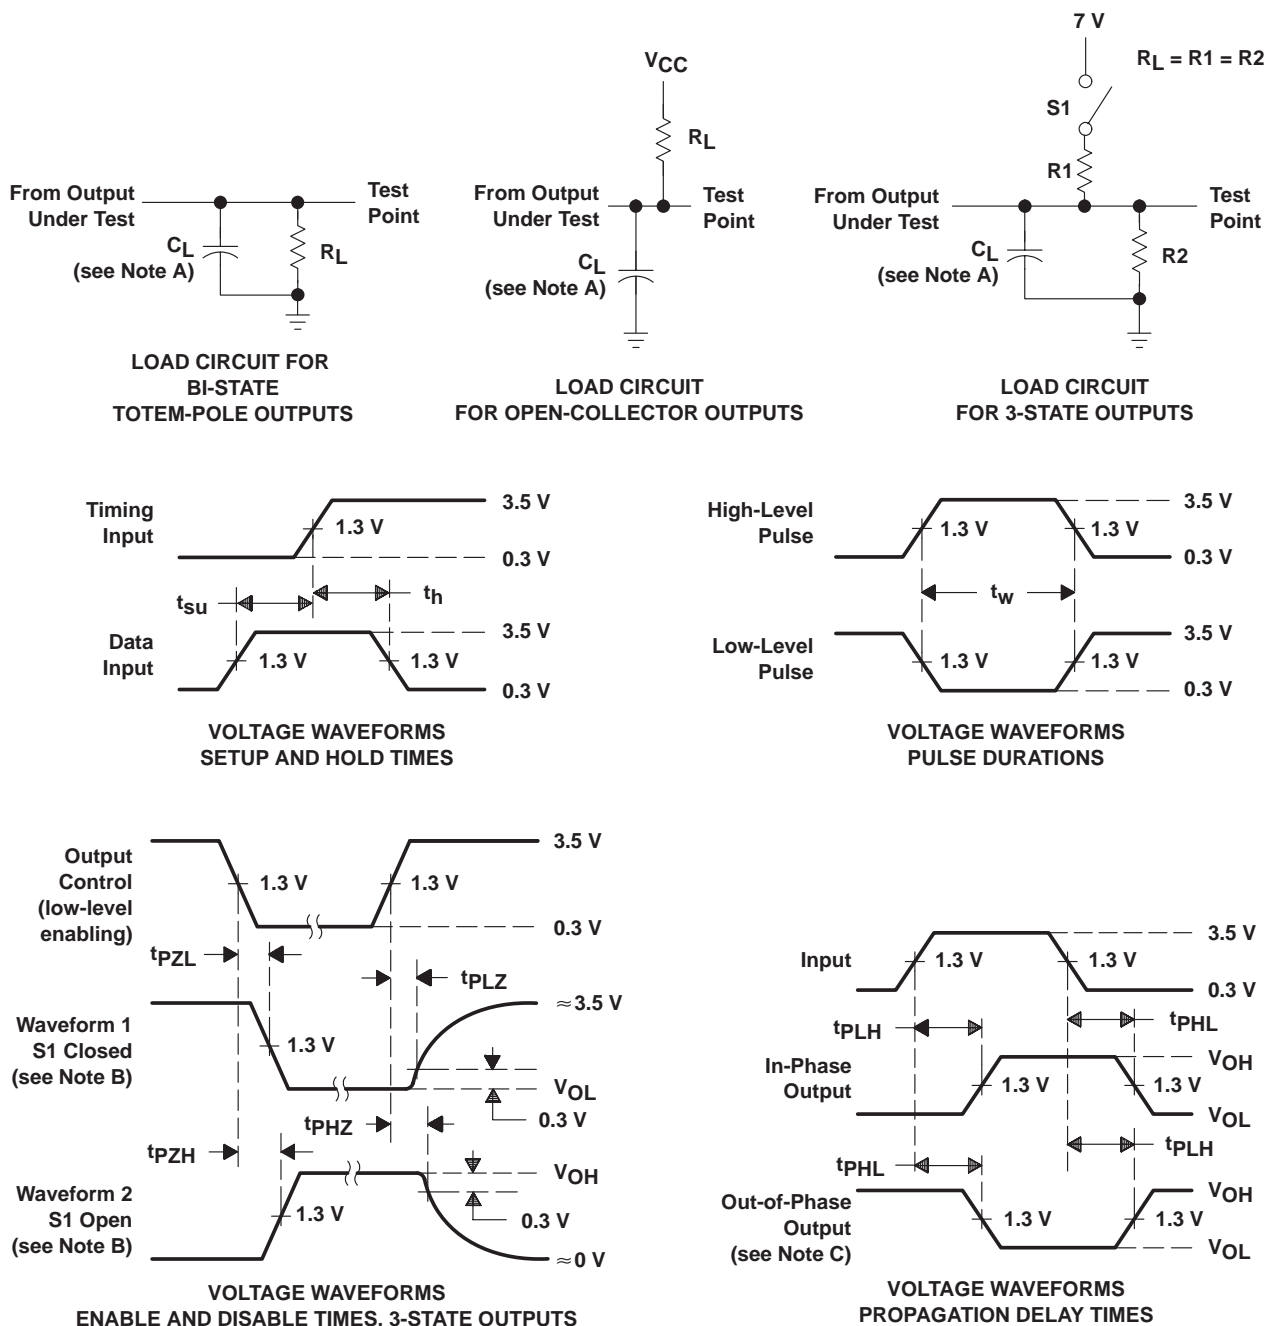 7 V
RL = R1 = R2
S1
R1
From Output
Under Test
Test
Point
CL
(see Note A)
R2
LOAD CIRCUIT
FOR 3-STATE OUTPUTS
VCC
RL
From Output
Under Test
Test
Point
CL
(see Note A)
LOAD CIRCUIT
FOR OPEN-COLLECTOR OUTPUTS
From Output
Under Test
Test
Point
CL
(see Note A)
RL
LOAD CIRCUIT FOR
BI-STATE
TOTEM-POLE OUTPUTS
Timing
Input
1.3 V
3.5 V
0.3 V
tsu
th
Data
Input
1.3 V
1.3 V
3.5 V
0.3 V
VOLTAGE WAVEFORMS
SETUP AND HOLD TIMES
High-Level
Pulse
1.3 V
1.3 V
3.5 V
0.3 V
tw
Low-Level
Pulse
1.3 V
1.3 V
3.5 V
0.3 V
VOLTAGE WAVEFORMS
PULSE DURATIONS
Output
Control
(low-level
enabling)
1.3 V
1.3 V
3.5 V
0.3 V
tPZL
tPLZ
Waveform 1
S1 Closed
(see Note B)
1.3 V
≈3.5 V
VOL
0.3 V
tPHZ
tPZH
Waveform 2
S1 Open
(see Note B)
1.3 V
VOH
0.3 V
≈0 V
VOLTAGE WAVEFORMS
ENABLE AND DISABLE TIMES, 3-STATE OUTPUTS
Input
1.3 V
1.3 V
3.5 V
0.3 V
tPLH
tPHL
In-Phase
Output
1.3 V
1.3 V
VOH
VOL
tPHL
tPLH
Out-of-Phase
Output
(see Note C)
1.3 V
1.3 V
VOH
VOL
VOLTAGE WAVEFORMS
PROPAGATION DELAY TIMES